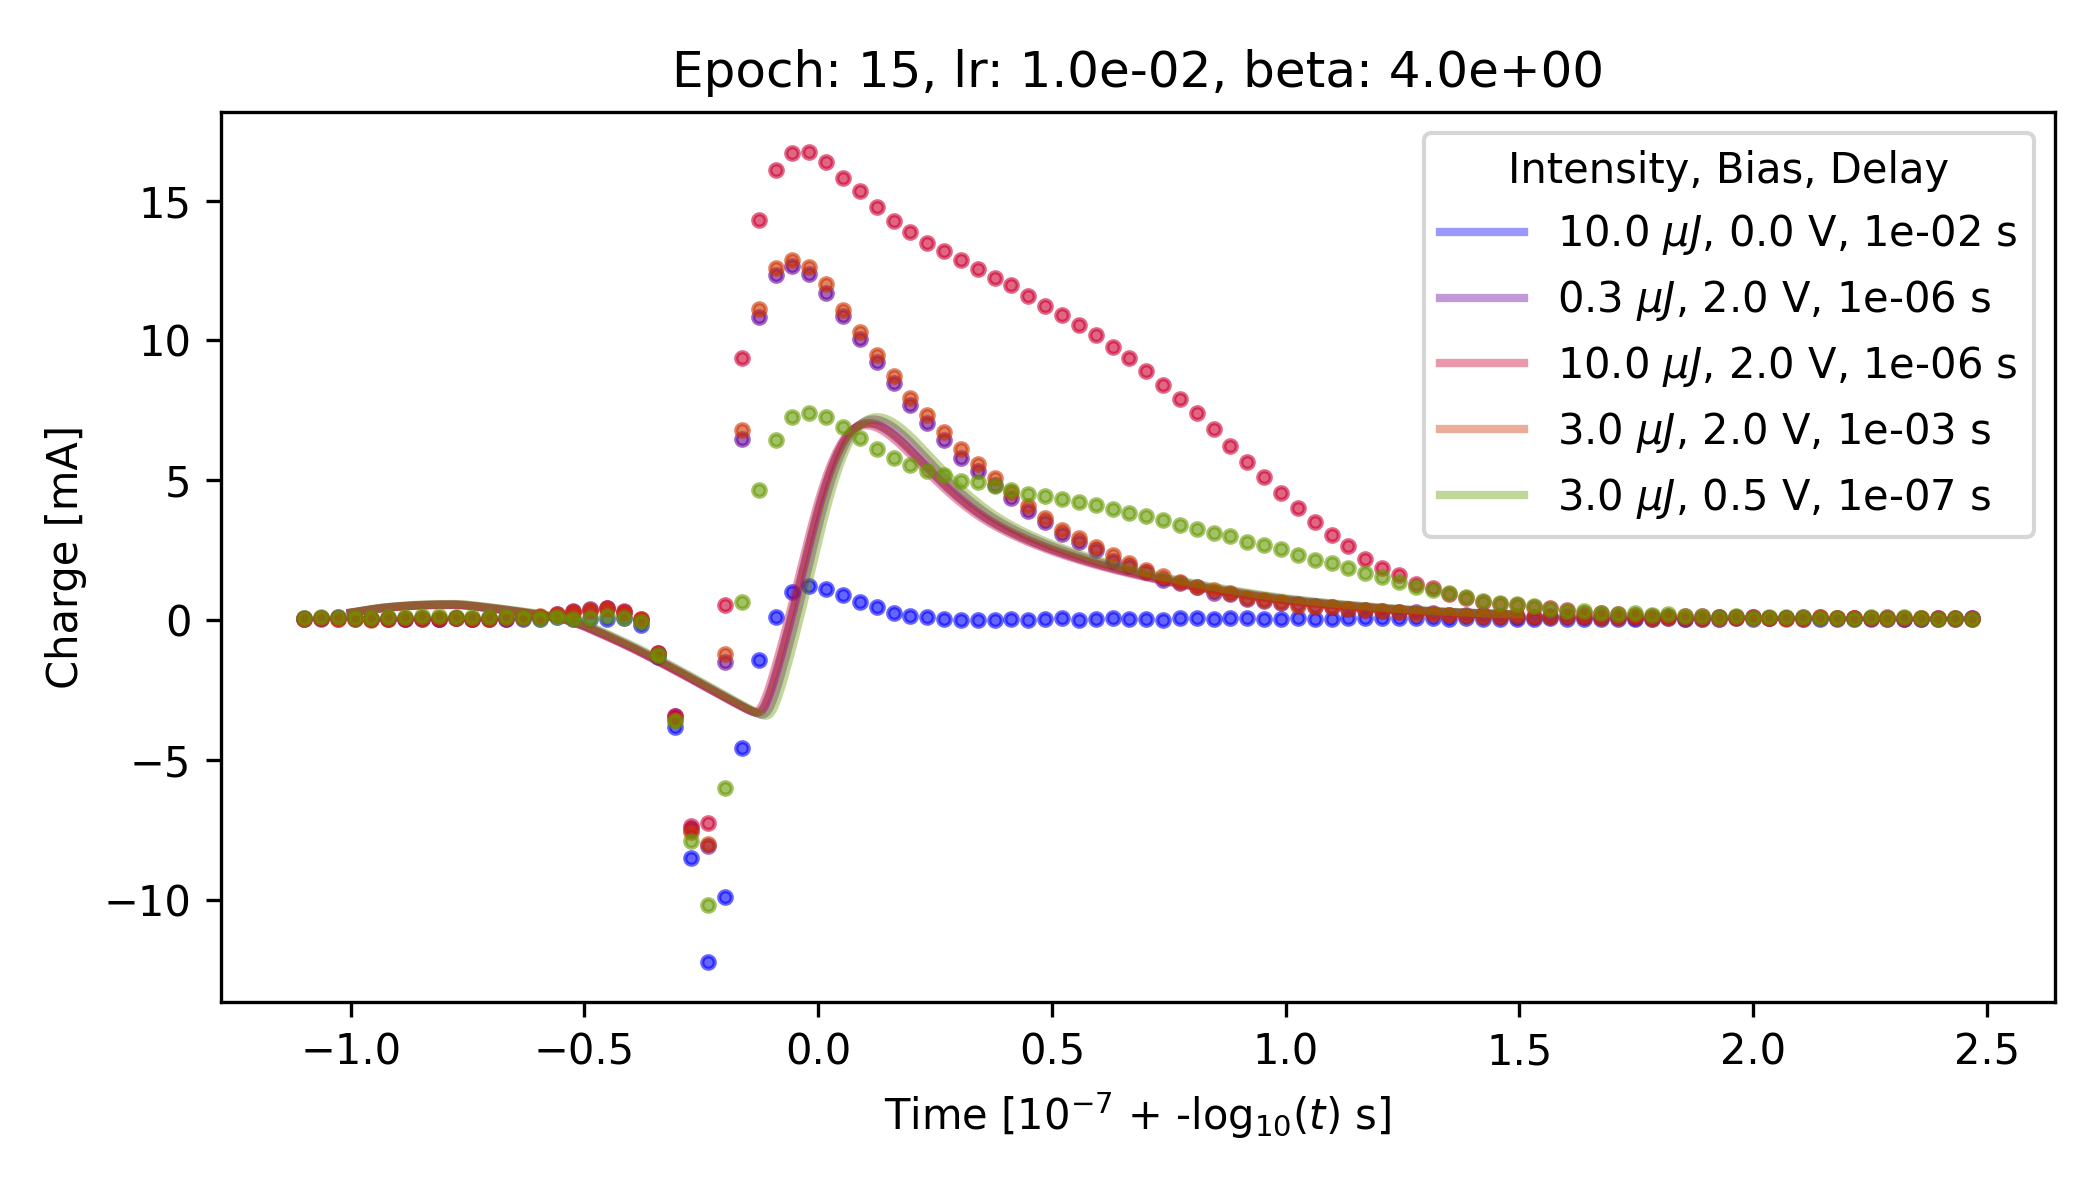 Epoch: 15, lr: 1.0e-02, beta: 4.0e+00
Charge [mA]
15
10
5
0
−5
−10
Intensity, Bias, Delay
10.0 μJ, 0.0 V, 1e-02 s
0.3 μJ, 2.0 V, 1e-06 s
10.0 μJ, 2.0 V, 1e-06 s
3.0 μJ, 2.0 V, 1e-03 s
3.0 μJ, 0.5 V, 1e-07 s
−1.0 −0.5 0.0 0.5 1.0 1.5 2.0 2.5
Time [10⁻⁷ + -log₁₀(t) s]